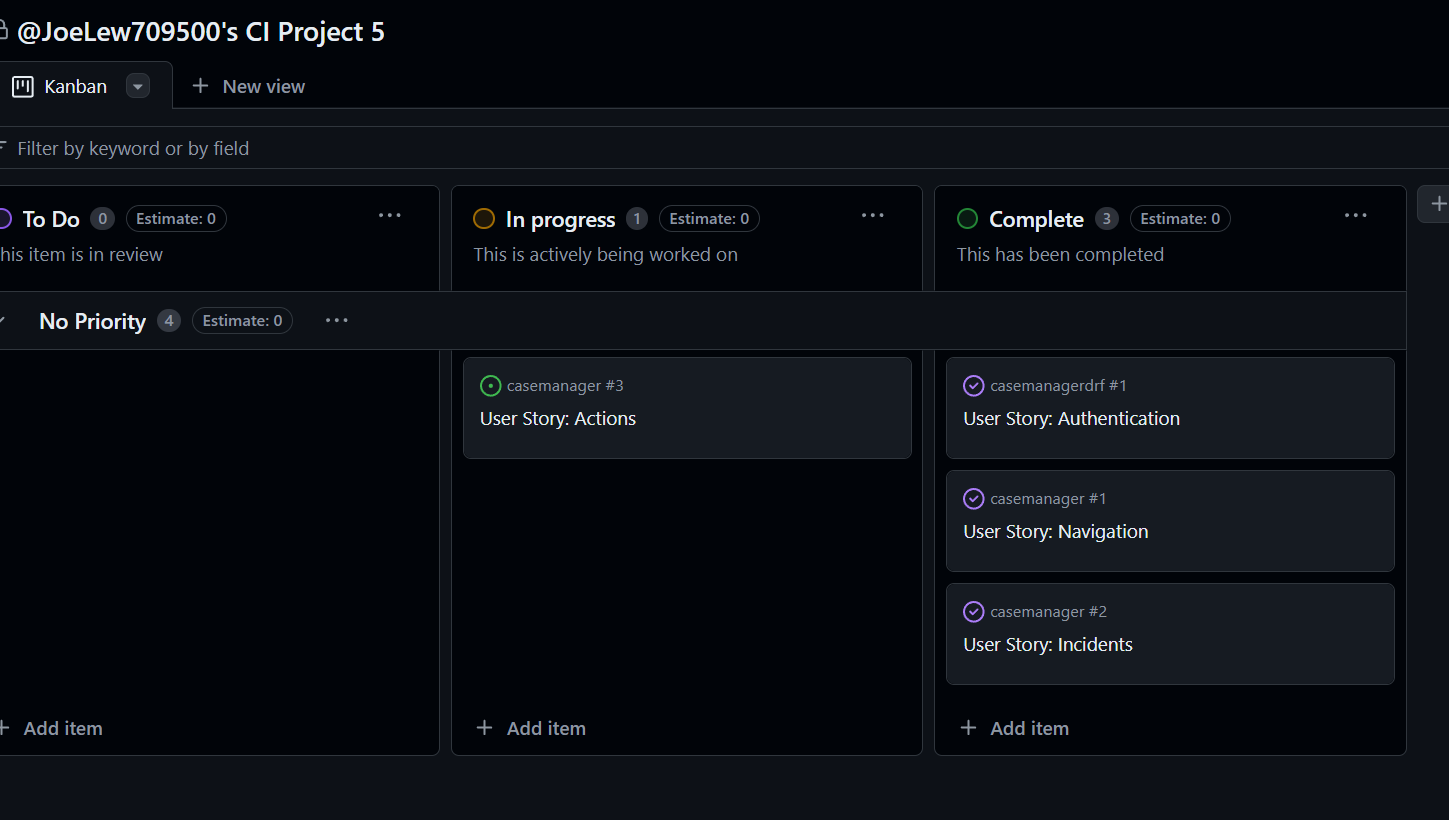 @JoeLew709500's CI Project 5
Kanban
New view
Filter by keyword or by field
To Do 0 Estimate: 0
his item is in review
In progress 1 Estimate: 0
This is actively being worked on
Complete 3 Estimate: 0
This has been completed
No Priority 4 Estimate: 0
casemanager #3
User Story: Actions
casemanagerdrf #1
User Story: Authentication
casemanager #1
User Story: Navigation
casemanager #2
User Story: Incidents
Add item
Add item
Add item